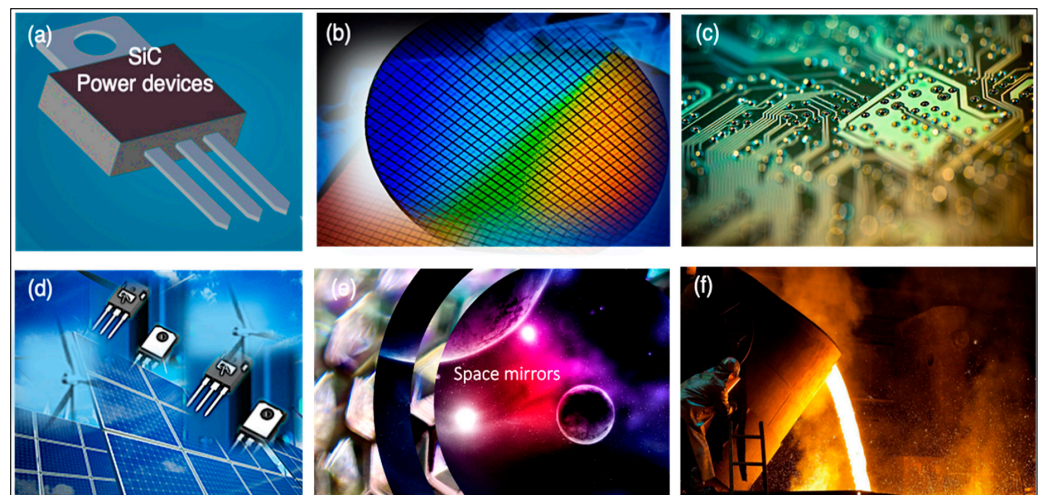 (a)
SiC
Power devices
(b)
(c)
(d)
(e)
Space mirrors
(f)